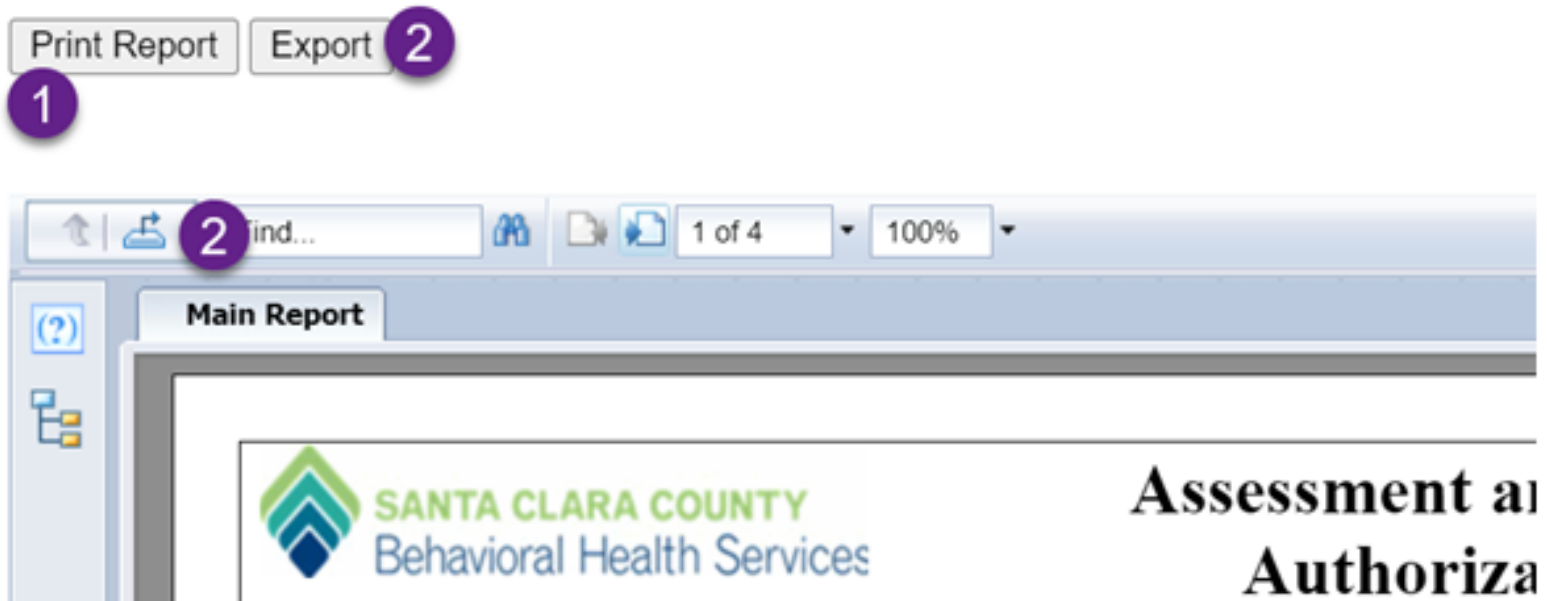 Print Report Export 2
1
2 ind... 1 of 4 100%
(?) Main Report
SANTA CLARA COUNTY Assessment
Behavioral Health Services